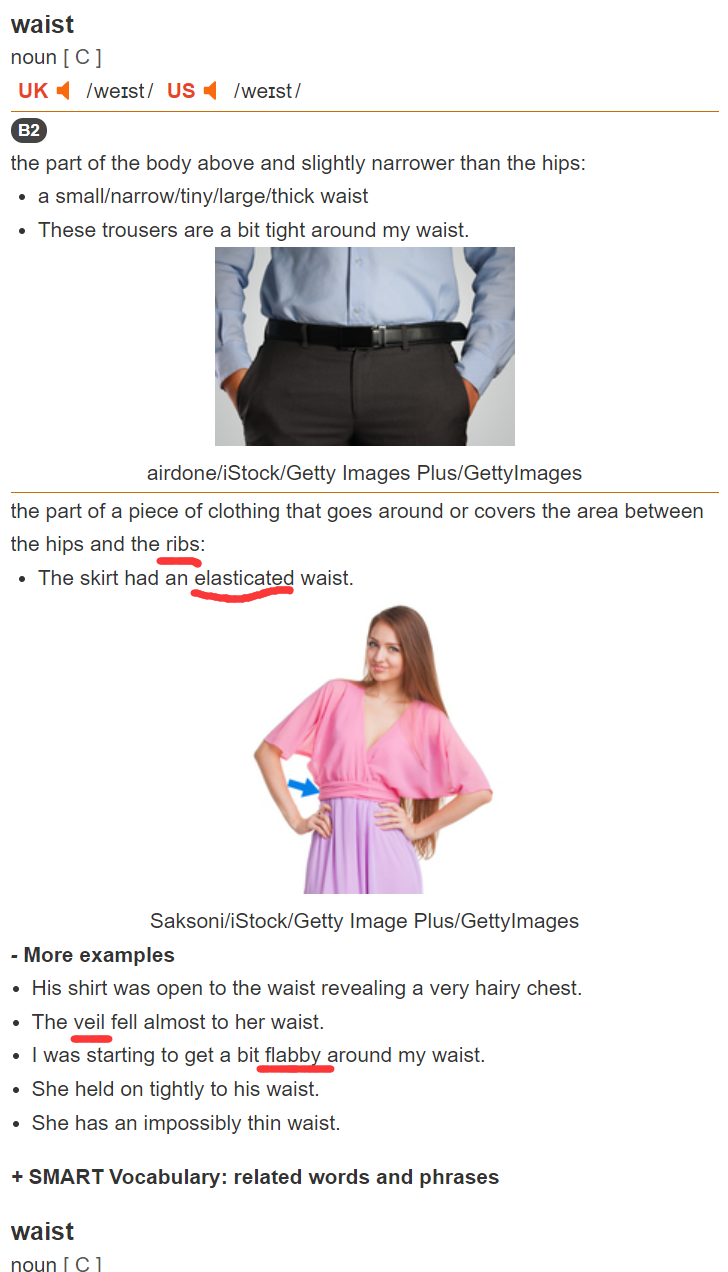 waist
noun [ C ]
UK /weɪst/ US /weɪst/
B2
the part of the body above and slightly narrower than the hips:
• a small/narrow/tiny/large/thick waist
• These trousers are a bit tight around my waist.
airdone/iStock/Getty Images Plus/GettyImages
the part of a piece of clothing that goes around or covers the area between
the hips and the ribs:
• The skirt had an elasticated waist.
Saksoni/iStock/Getty Image Plus/GettyImages
- More examples
• His shirt was open to the waist revealing a very hairy chest.
• The veil fell almost to her waist.
• I was starting to get a bit flabby around my waist.
• She held on tightly to his waist.
• She has an impossibly thin waist.
+ SMART Vocabulary: related words and phrases
waist
noun [ C ]